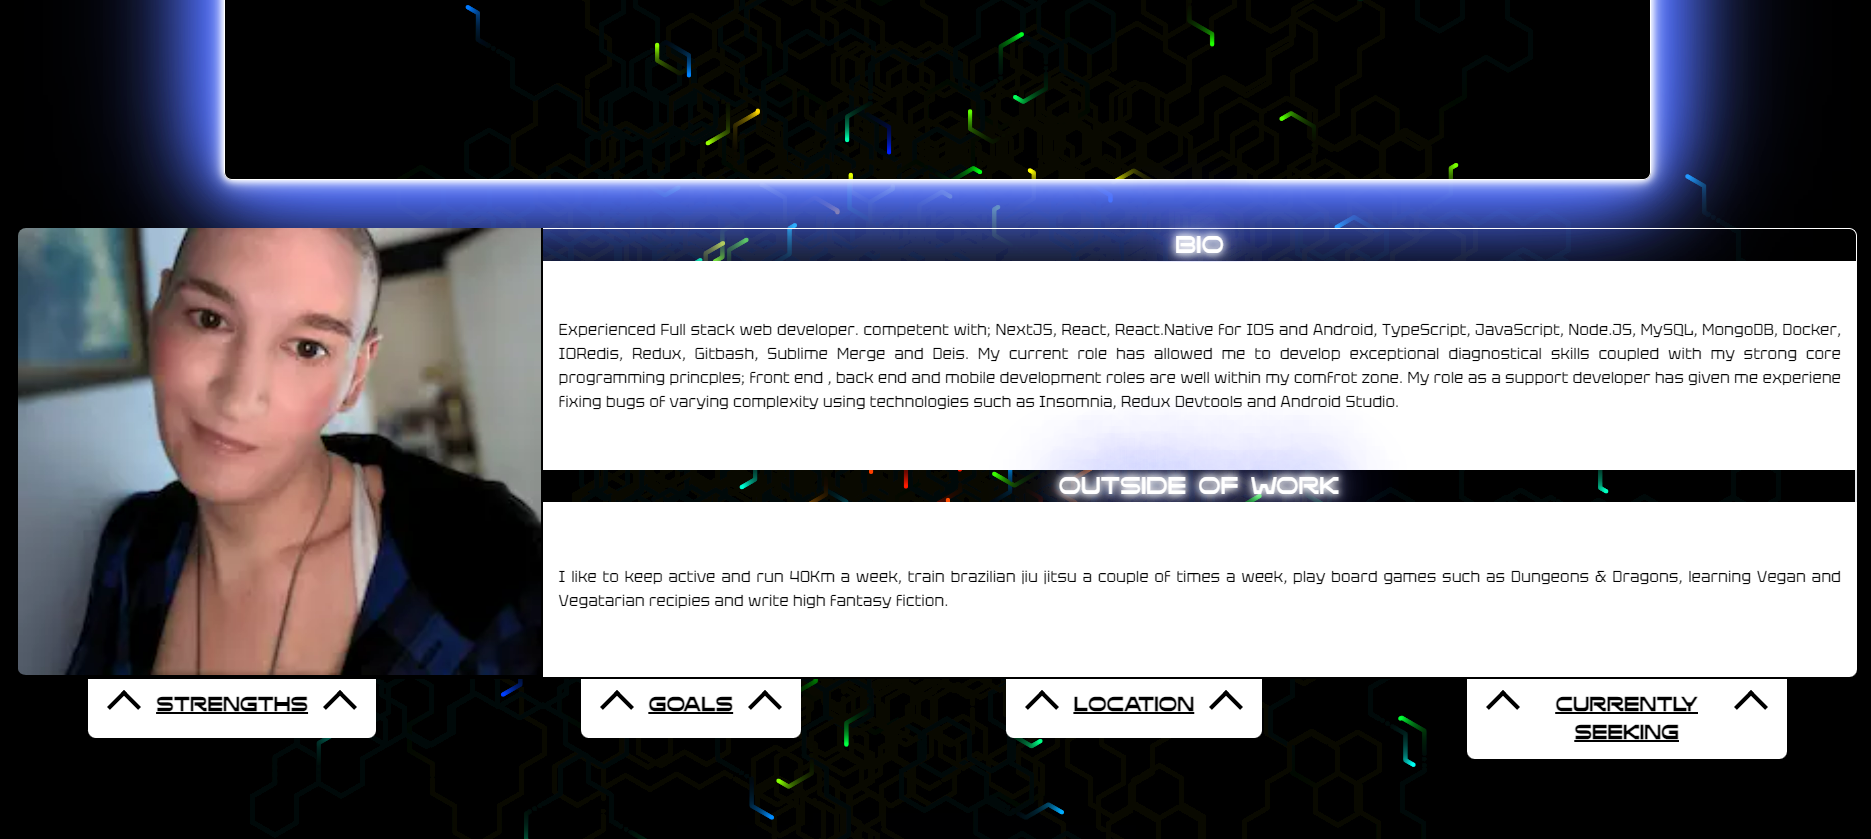 BIO
Experienced Full stack web developer. competent with; NextJS, React, React.Native for IOS and Android, TypeScript, JavaScript, Node.JS, MySQL, MongoDB, Docker,
IORedis, Redux, Gitbash, Sublime Merge and Deis. My current role has allowed me to develop exceptional diagnostical skills coupled with my strong core
programming princples; front end , back end and mobile development roles are well within my comfrot zone. My role as a support developer has given me experiene
fixing bugs of varying complexity using technologies such as Insomnia, Redux Devtools and Android Studio.
OUTSIDE OF WORK
I like to keep active and run 40Km a week, train brazilian jiu jitsu a couple of times a week, play board games such as Dungeons & Dragons, learning Vegan and
Vegatarian recipies and write high fantasy fiction.
STRENGTHS
GOALS
LOCATION
CURRENTLY
SEEKING